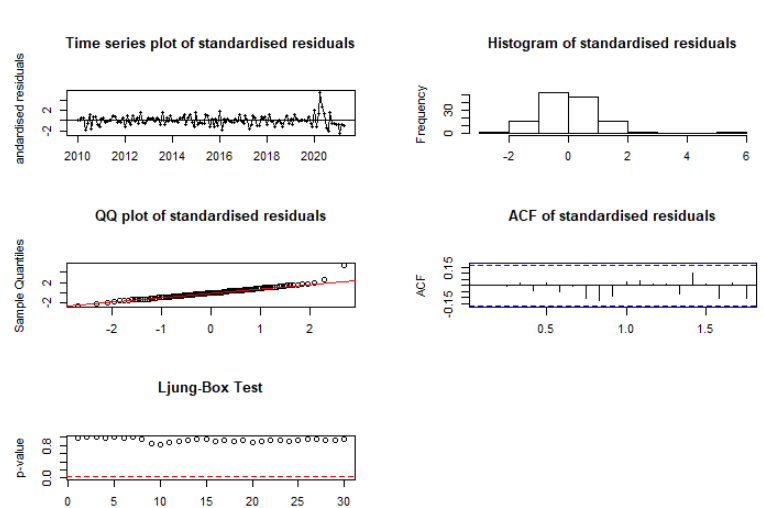 Time series plot of standardised residuals
andardised residuals
-2 2
2010 2012 2014 2016 2018 2020
Histogram of standardised residuals
Frequency
0 30
-2 0 2 4 6
QQ plot of standardised residuals
Sample Quantiles
-2 2
-2 -1 0 1 2
ACF of standardised residuals
ACF
-0.15 0.15
0.5 1.0 1.5
Ljung-Box Test
p-value
0.0 0.8
0 5 10 15 20 25 30